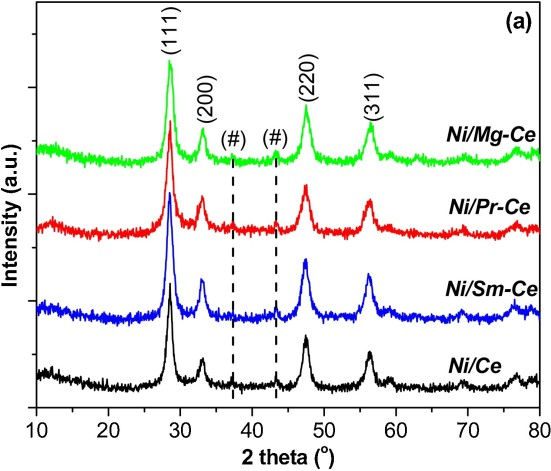 (a)
(111)
(200)
(#)
(#)
(220)
(311)
Ni/Mg-Ce
Ni/Pr-Ce
Ni/Sm-Ce
Ni/Ce
Intensity (a.u.)
10 20 30 40 50 60 70 80
2 theta (°)